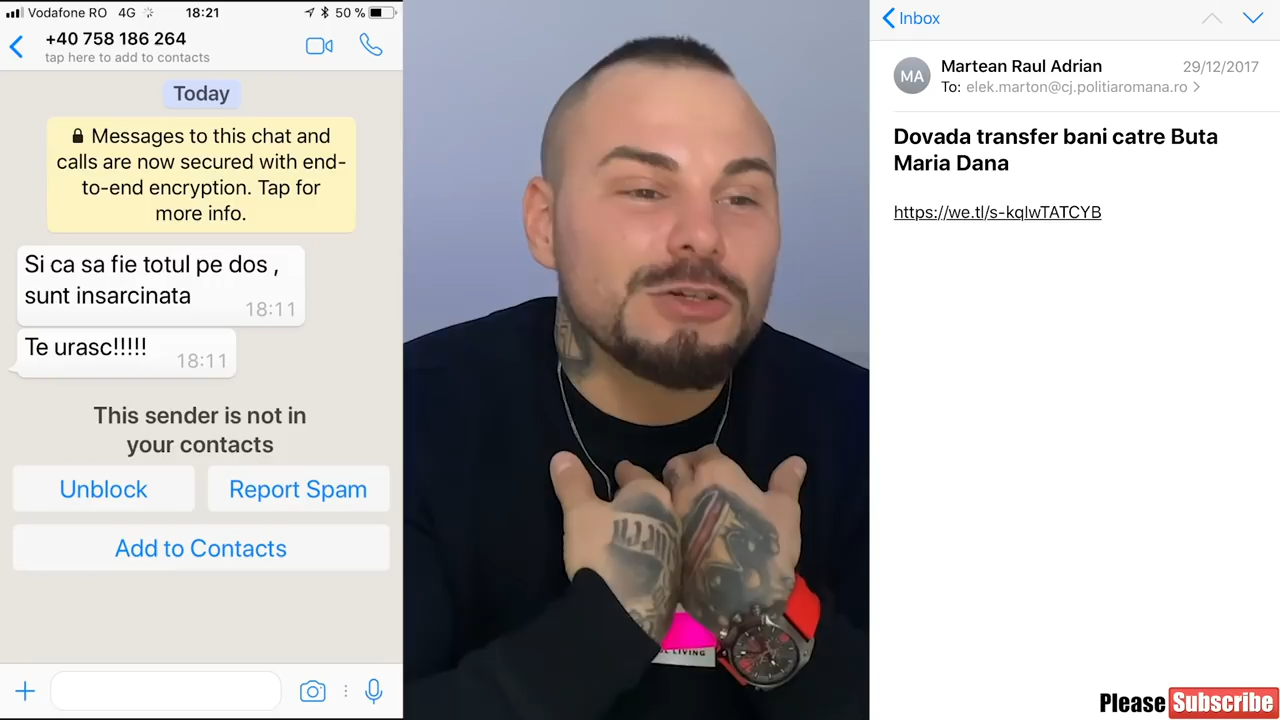 Vodafone RO 4G 18:21 50 %
+40 758 186 264
tap here to add to contacts
Today
Messages to this chat and
calls are now secured with end-
to-end encryption. Tap for
more info.
Si ca sa fie totul pe dos ,
sunt insarcinata
18:11
Te urasc!!!!!
18:11
This sender is not in
your contacts
Unblock Report Spam
Add to Contacts
LIVING
Inbox
MA Martean Raul Adrian 29/12/2017
To: elek.marton@cj.politiaromana.ro
Dovada transfer bani catre Buta
Maria Dana
https://we.tl/s-kqlwTATCYB
Please Subscribe